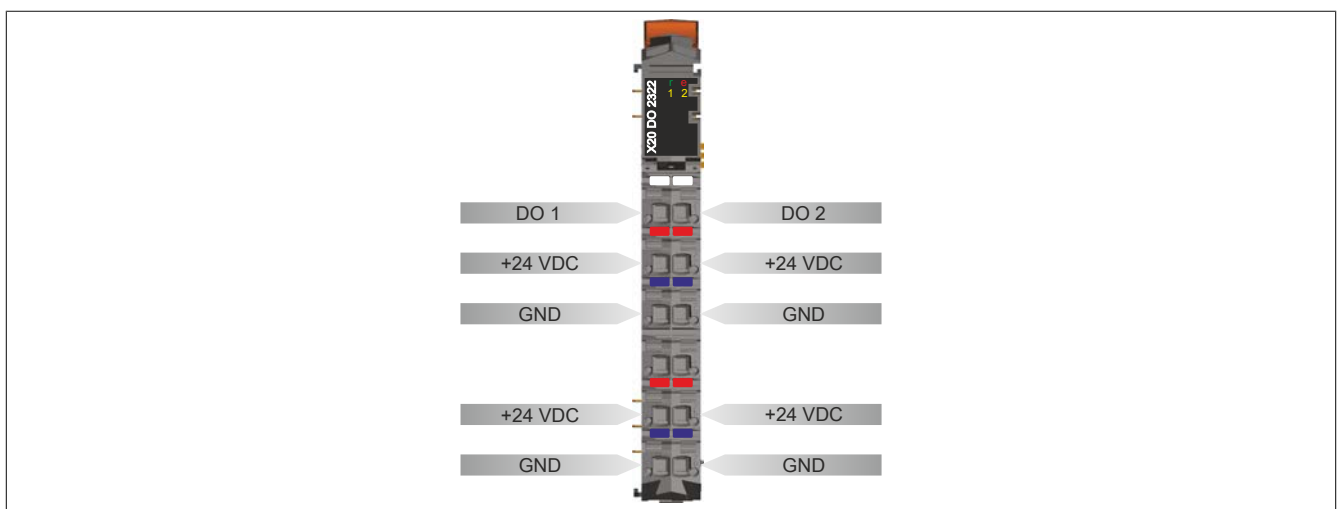 X20 DO 2322
r e
1 2
DO 1 DO 2
+24 VDC +24 VDC
GND GND
+24 VDC +24 VDC
GND GND